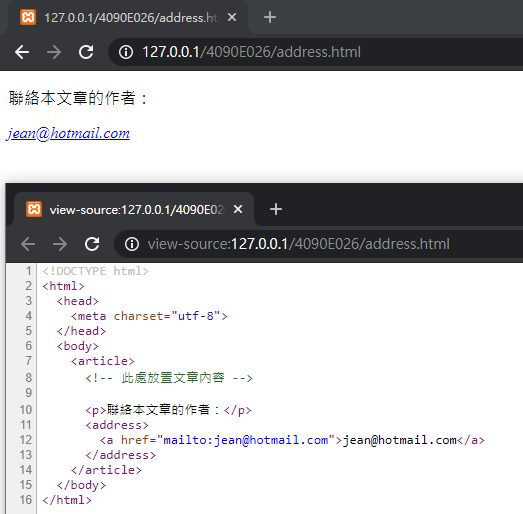 127.0.0.1/4090E026/address.ht
127.0.0.1/4090E026/address.html
聯絡本文章的作者：
jean@hotmail.com
view-source:127.0.0.1/4090E02
view-source:127.0.0.1/4090E026/address.html
1 <!DOCTYPE html>
2 <html>
3 <head>
4 <meta charset="utf-8">
5 </head>
6 <body>
7 <article>
8 <!-- 此處放置文章內容 -->
9
10 <p>聯絡本文章的作者：</p>
11 <address>
12 <a href="mailto:jean@hotmail.com">jean@hotmail.com</a>
13 </address>
14 </article>
15 </body>
16 </html>